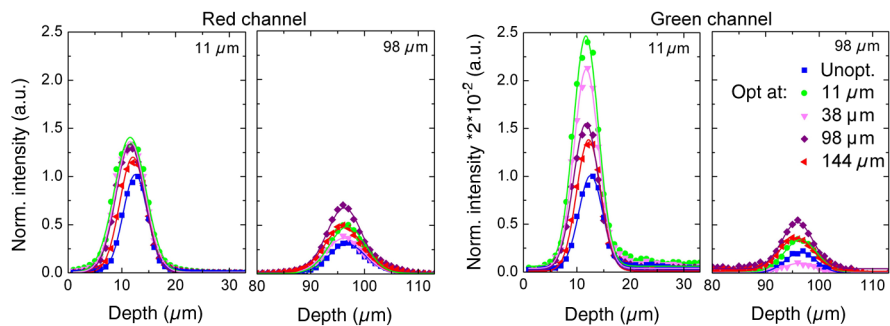 Red channel
Green channel
11 µm
98 µm
11 µm
98 µm
Norm. intensity (a.u.)
2.5
2.0
1.5
1.0
0.5
0.0
Norm. intensity *2*10⁻² (a.u.)
2.5
2.0
1.5
1.0
0.5
0.0
Unopt.
Opt at: 11 µm
38 µm
98 µm
144 µm
0 10 20 30
80 90 100 110
0 10 20 30
80 90 100 110
Depth (µm)
Depth (µm)
Depth (µm)
Depth (µm)